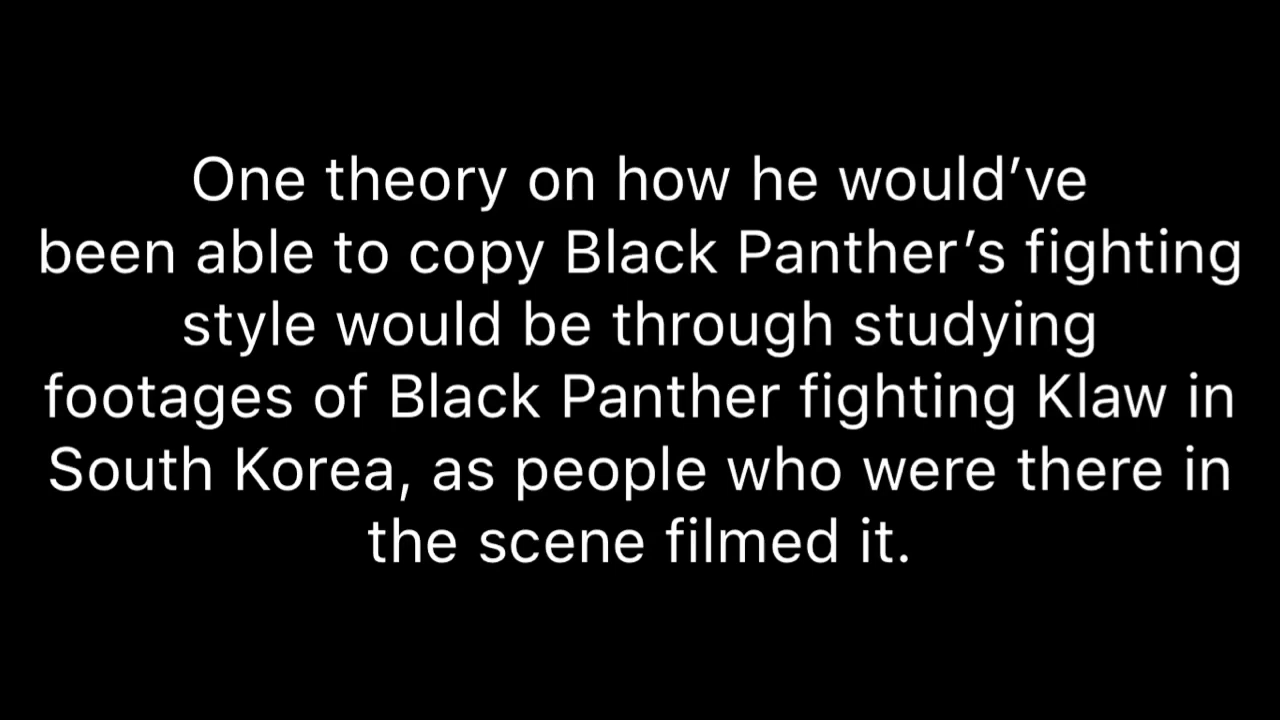 One theory on how he would’ve
been able to copy Black Panther’s fighting
style would be through studying
footages of Black Panther fighting Klaw in
South Korea, as people who were there in
the scene filmed it.